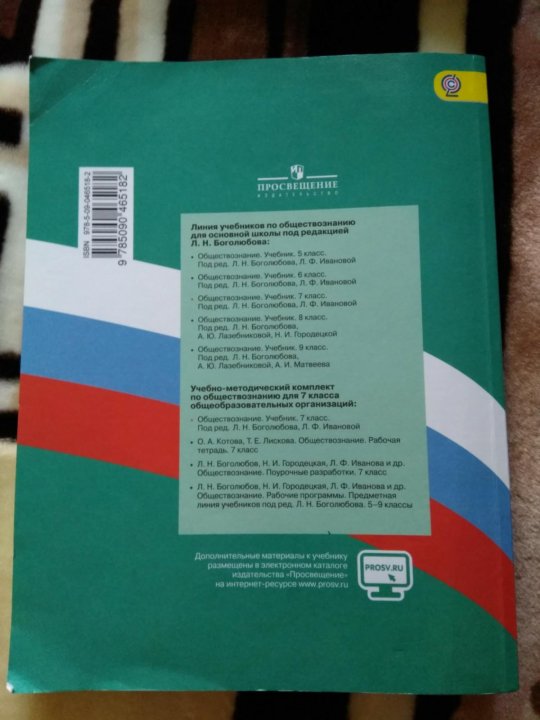 ПРОСВЕЩЕНИЕ
ИЗДАТЕЛЬСТВО
ISBN 978-5-09-046518-2
9 785090 465182
Линия учебников по обществознанию
для основной школы под редакцией
Л. Н. Боголюбова:
• Обществознание. Учебник. 5 класс.
Под ред. Л. Н. Боголюбова, Л. Ф. Ивановой
• Обществознание. Учебник. 6 класс.
Под ред. Л. Н. Боголюбова, Л. Ф. Ивановой
• Обществознание. Учебник. 7 класс.
Под ред. Л. Н. Боголюбова, Л. Ф. Ивановой
• Обществознание. Учебник. 8 класс.
Под ред. Л. Н. Боголюбова,
А. Ю. Лазебниковой, Н. И. Городецкой
• Обществознание. Учебник. 9 класс.
Под ред. Л. Н. Боголюбова,
А. Ю. Лазебниковой, А. И. Матвеева
Учебно-методический комплект
по обществознанию для 7 класса
общеобразовательных организаций:
• Обществознание. Учебник. 7 класс.
Под ред. Л. Н. Боголюбова, Л. Ф. Ивановой
• О. А. Котова, Т. Е. Лискова. Обществознание. Рабочая
тетрадь. 7 класс
• Л. Н. Боголюбов, Н. И. Городецкая, Л. Ф. Иванова и др.
Обществознание. Поурочные разработки. 7 класс
• Л. Н. Боголюбов, Н. И. Городецкая, Л. Ф. Иванова и др.
Обществознание. Рабочие программы. Предметная
линия учебников под ред. Л. Н. Боголюбова. 5–9 классы
Дополнительные материалы к учебнику
размещены в электронном каталоге
издательства «Просвещение»
на интернет-ресурсе www.prosv.ru
PROSV.RU